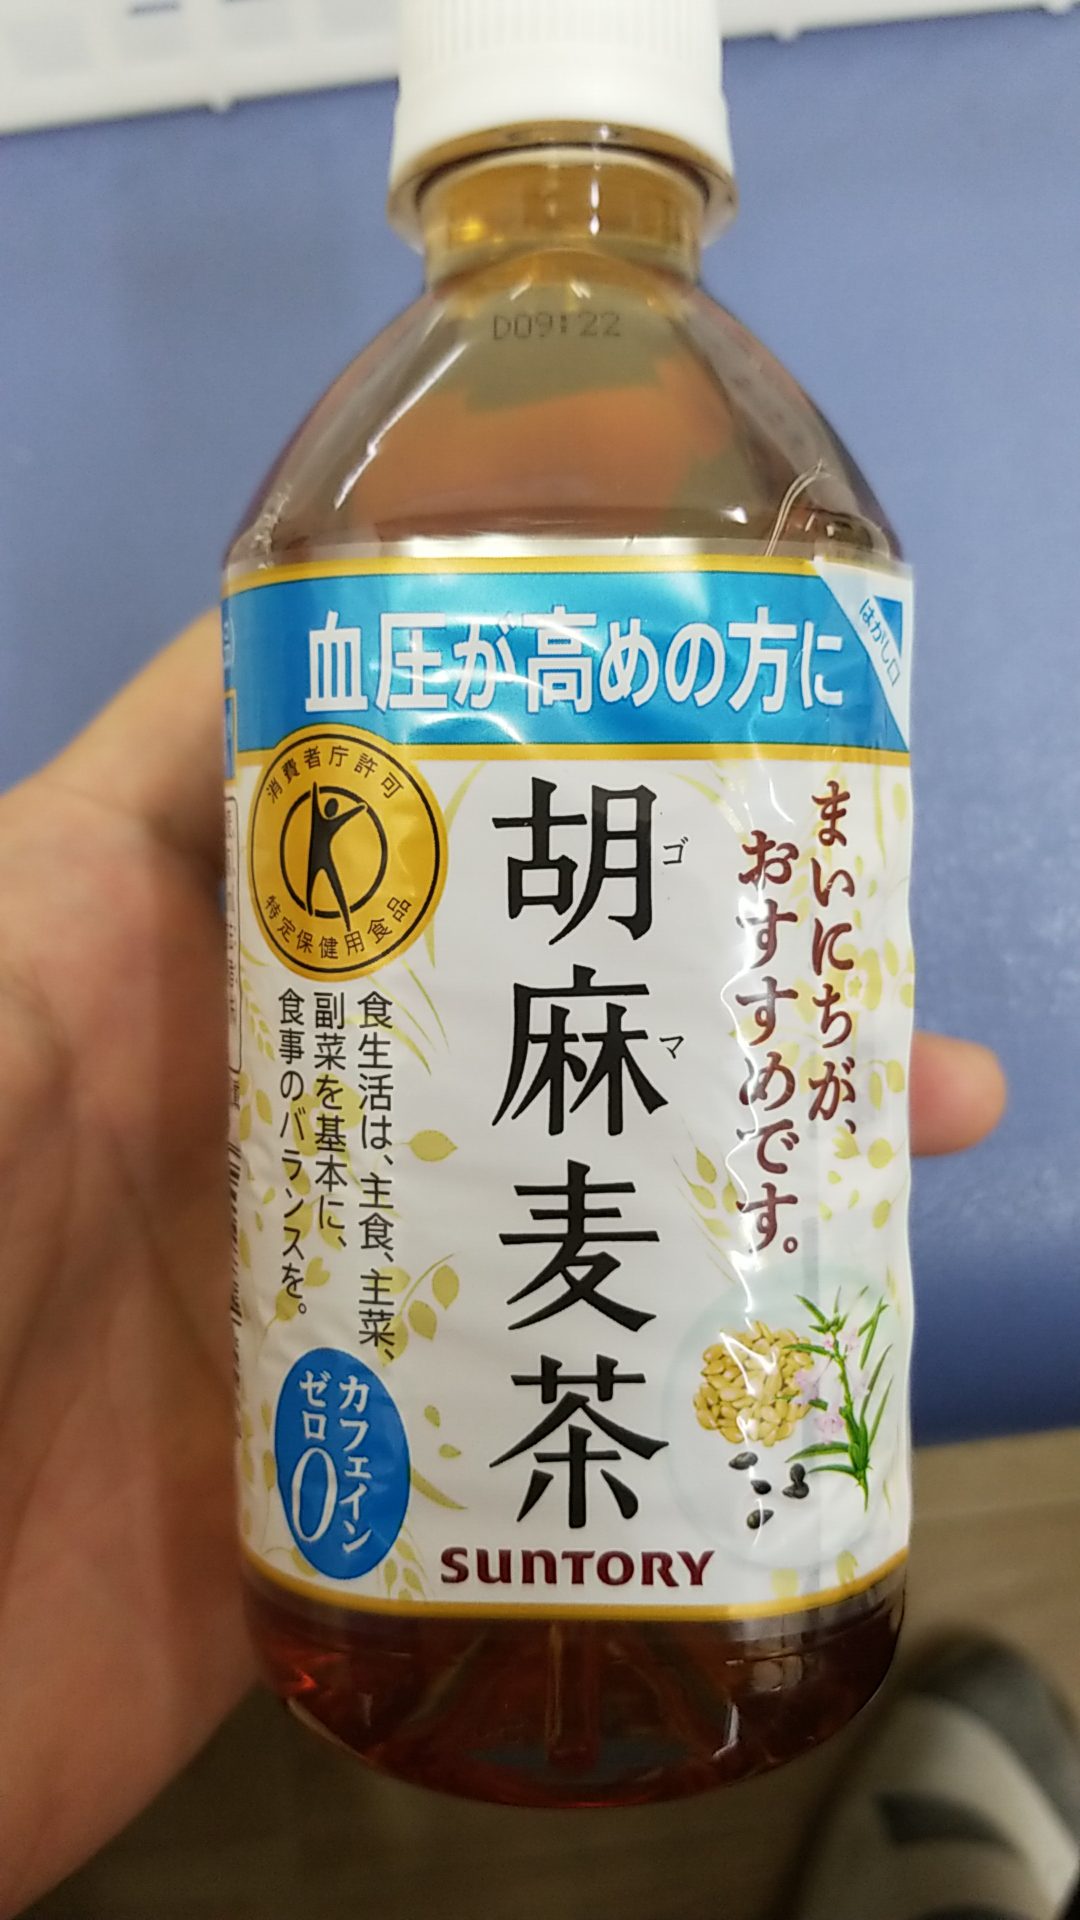 D09:22
血圧が高めの方に
はがし口
消費者庁許可
特定保健用食品
まいにちが、
おすすめです。
胡麻麦茶
ゴマ
食生活は、主食、主菜、
副菜を基本に、
食事のバランスを。
カフェイン
ゼロ0
SUNTORY